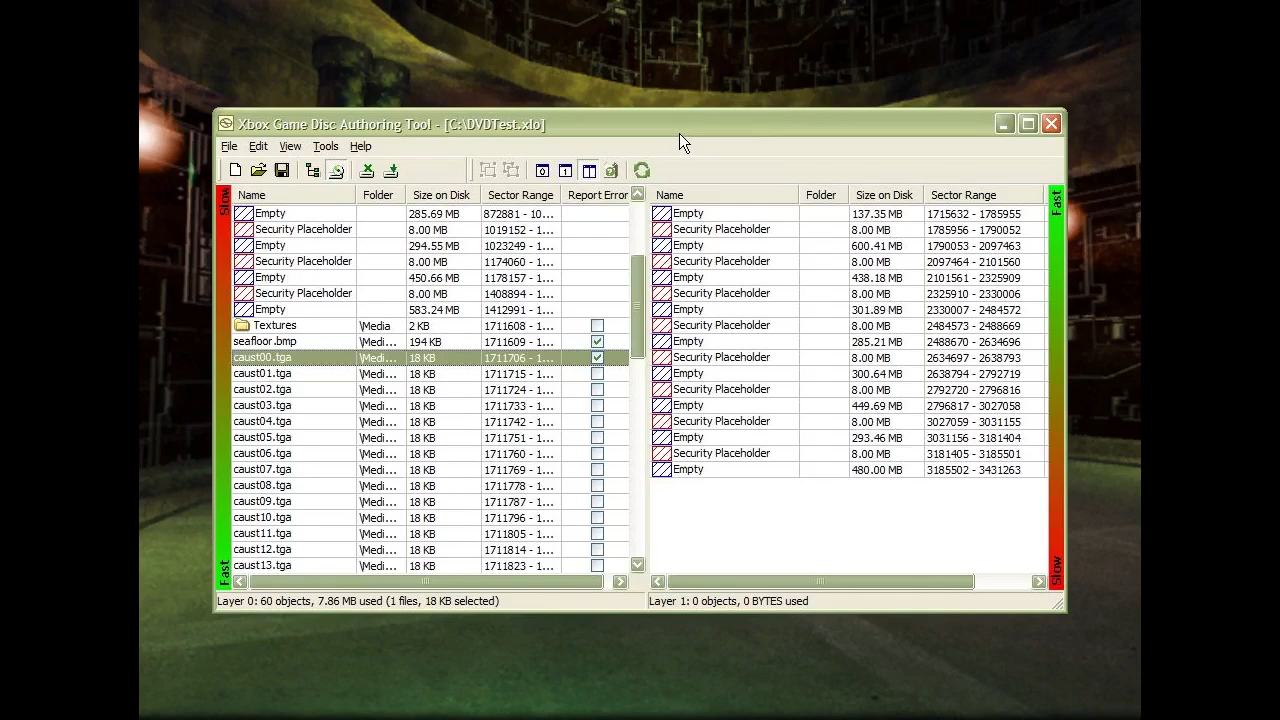 Xbox Game Disc Authoring Tool - [C:\DVDTest.xlo]
File Edit View Tools Help
0 1
Slow
Name Folder Size on Disk Sector Range Report Error
Empty 285.69 MB 872881 - 10...
Security Placeholder 8.00 MB 1019152 - 1...
Empty 294.55 MB 1023249 - 1...
Security Placeholder 8.00 MB 1174060 - 1...
Empty 450.66 MB 1178157 - 1...
Security Placeholder 8.00 MB 1408894 - 1...
Empty 583.24 MB 1412991 - 1...
Textures \Media 2 KB 1711608 - 1...
seafloor.bmp \Medi... 194 KB 1711609 - 1...
caust00.tga \Medi... 18 KB 1711706 - 1...
caust01.tga \Medi... 18 KB 1711715 - 1...
caust02.tga \Medi... 18 KB 1711724 - 1...
caust03.tga \Medi... 18 KB 1711733 - 1...
caust04.tga \Medi... 18 KB 1711742 - 1...
caust05.tga \Medi... 18 KB 1711751 - 1...
caust06.tga \Medi... 18 KB 1711760 - 1...
caust07.tga \Medi... 18 KB 1711769 - 1...
caust08.tga \Medi... 18 KB 1711778 - 1...
caust09.tga \Medi... 18 KB 1711787 - 1...
caust10.tga \Medi... 18 KB 1711796 - 1...
caust11.tga \Medi... 18 KB 1711805 - 1...
caust12.tga \Medi... 18 KB 1711814 - 1...
caust13.tga \Medi... 18 KB 1711823 - 1...
Fast
Layer 0: 60 objects, 7.86 MB used (1 files, 18 KB selected)
Name Folder Size on Disk Sector Range
Fast
Empty 137.35 MB 1715632 - 1785955
Security Placeholder 8.00 MB 1785956 - 1790052
Empty 600.41 MB 1790053 - 2097463
Security Placeholder 8.00 MB 2097464 - 2101560
Empty 438.18 MB 2101561 - 2325909
Security Placeholder 8.00 MB 2325910 - 2330006
Empty 301.89 MB 2330007 - 2484572
Security Placeholder 8.00 MB 2484573 - 2488669
Empty 285.21 MB 2488670 - 2634696
Security Placeholder 8.00 MB 2634697 - 2638793
Empty 300.64 MB 2638794 - 2792719
Security Placeholder 8.00 MB 2792720 - 2796816
Empty 449.69 MB 2796817 - 3027058
Security Placeholder 8.00 MB 3027059 - 3031155
Empty 293.46 MB 3031156 - 3181404
Security Placeholder 8.00 MB 3181405 - 3185501
Empty 480.00 MB 3185502 - 3431263
Slow
Layer 1: 0 objects, 0 BYTES used